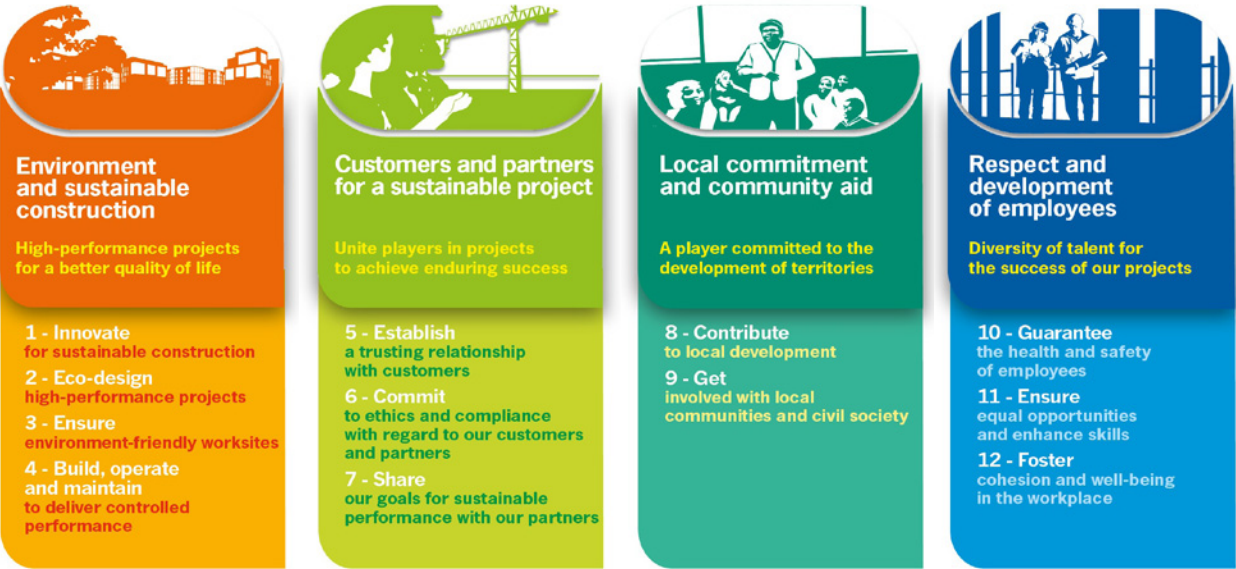 Environment
and sustainable
construction
High-performance projects
for a better quality of life
1 - Innovate
for sustainable construction
2 - Eco-design
high-performance projects
3 - Ensure
environment-friendly worksites
4 - Build, operate
and maintain
to deliver controlled
performance
Customers and partners
for a sustainable project
Unite players in projects
to achieve enduring success
5 - Establish
a trusting relationship
with customers
6 - Commit
to ethics and compliance
with regard to our customers
and partners
7 - Share
our goals for sustainable
performance with our partners
Local commitment
and community aid
A player committed to the
development of territories
8 - Contribute
to local development
9 - Get
involved with local
communities and civil society
Respect and
development
of employees
Diversity of talent for
the success of our projects
10 - Guarantee
the health and safety
of employees
11 - Ensure
equal opportunities
and enhance skills
12 - Foster
cohesion and well-being
in the workplace